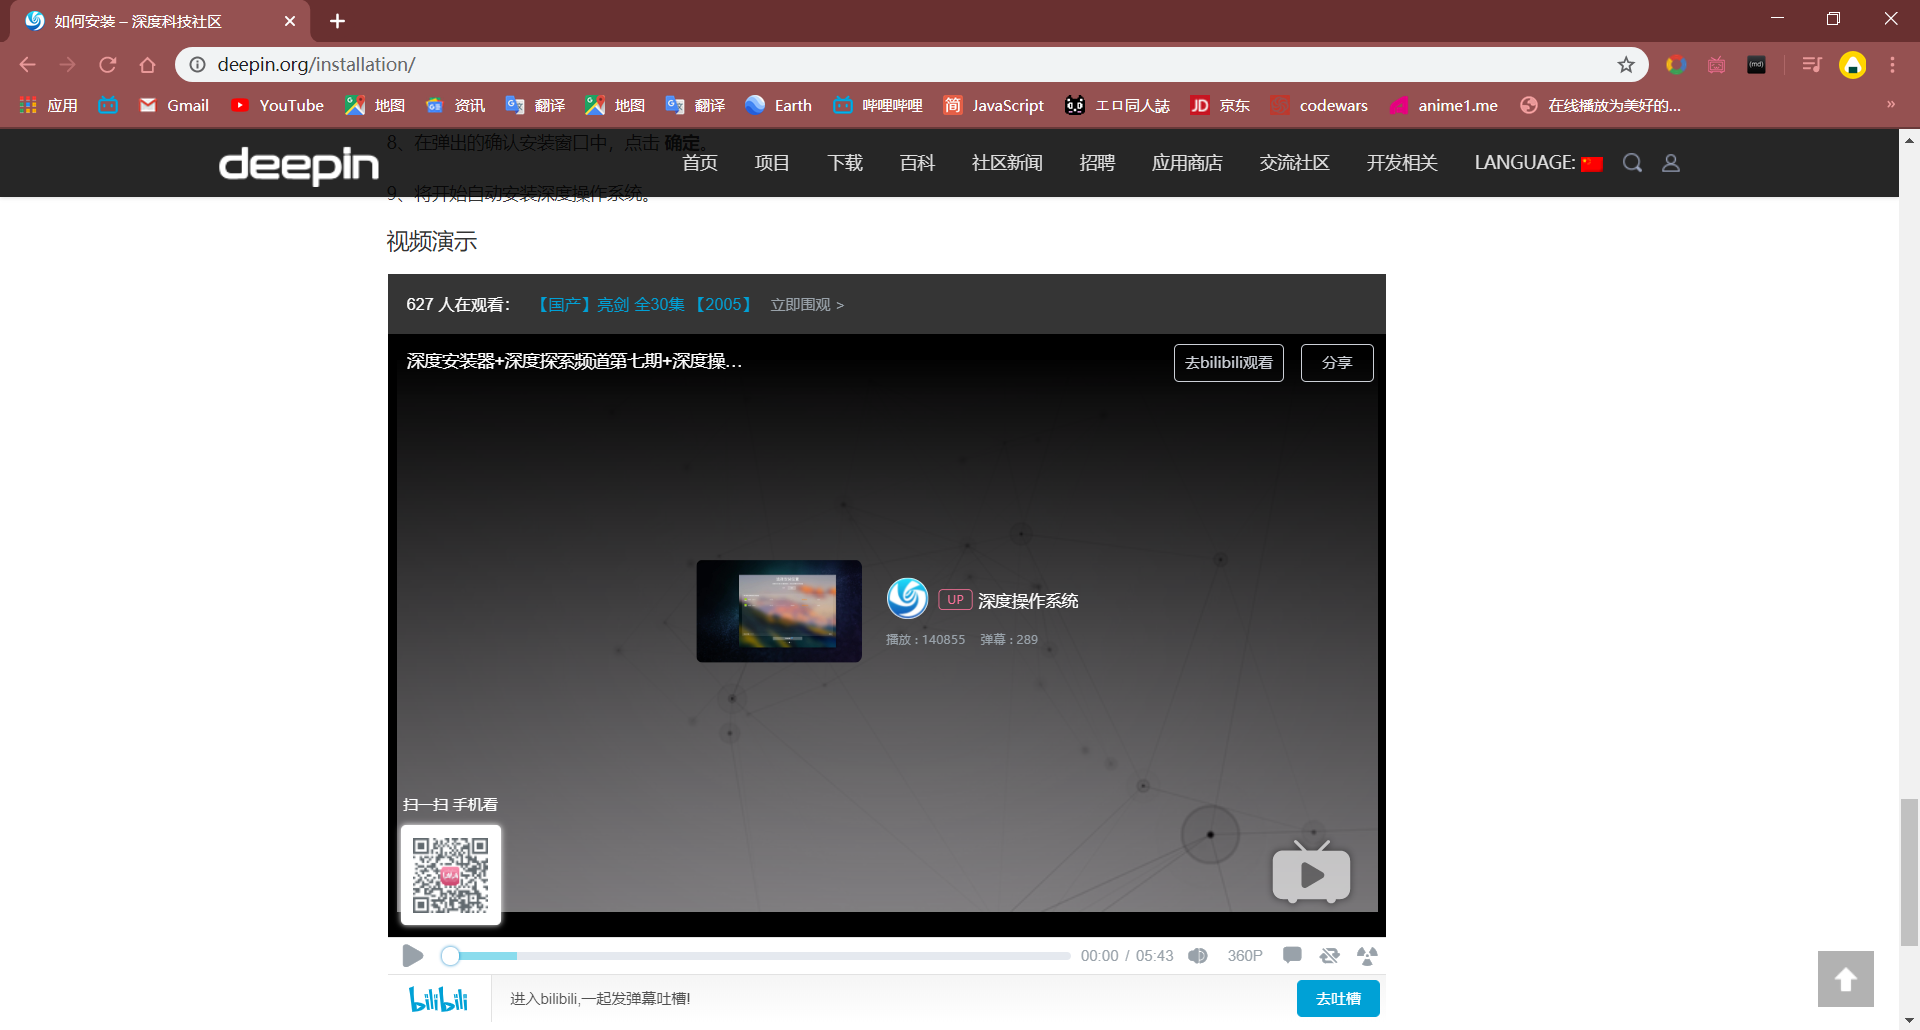 如何安装 – 深度科技社区
deepin.org/installation/
应用 Gmail YouTube 地图 资讯 翻译 地图 翻译 Earth 哔哩哔哩 简 JavaScript エロ同人誌 JD 京东 codewars anime1.me 在线播放为美好的...
8、在弹出的确认安装窗口中，点击 确定。
deepin 首页 项目 下载 百科 社区新闻 招聘 应用商店 交流社区 开发相关 LANGUAGE:
9、将开始自动安装深度操作系统。
视频演示
627 人在观看： 【国产】亮剑 全30集 【2005】 立即围观 >
深度安装器+深度探索频道第七期+深度操... 去bilibili观看 分享
UP 深度操作系统
播放 : 140855 弹幕 : 289
扫一扫 手机看
00:00 / 05:43 360P
bilibili 进入bilibili,一起发弹幕吐槽! 去吐槽